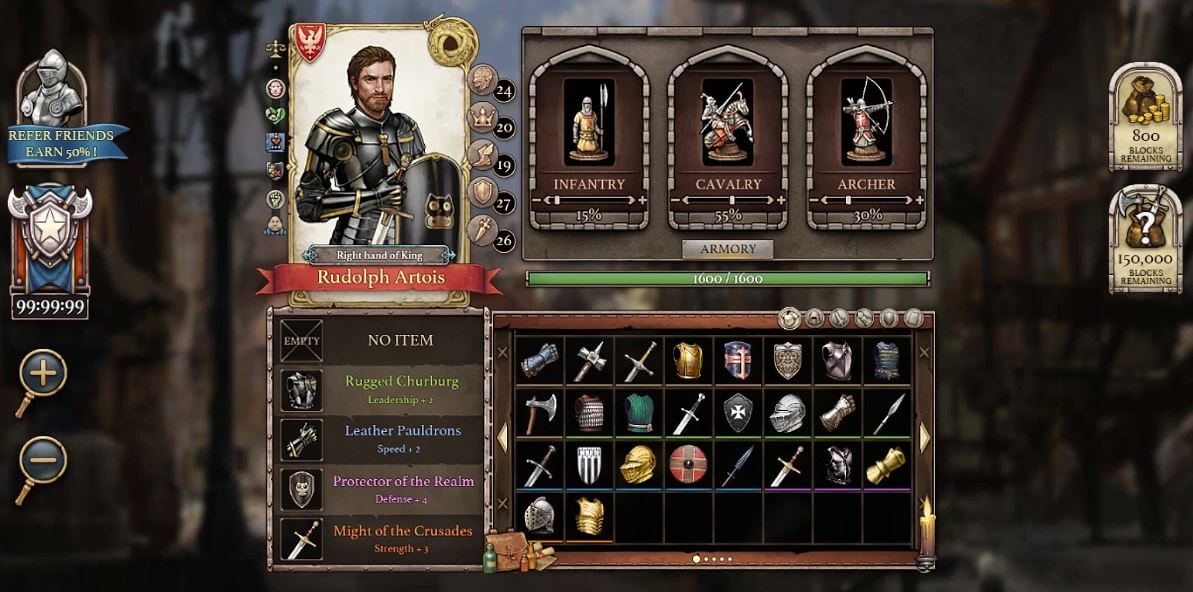 REFER FRIENDS
EARN 50% !
99:99:99
24
20
19
27
26
Right hand of King
Rudolph Artois
INFANTRY
15%
CAVALRY
55%
ARCHER
30%
ARMORY
1600 / 1600
800
BLOCKS
REMAINING
?
150,000
BLOCKS
REMAINING
EMPTY
NO ITEM
Rugged Churburg
Leadership + 2
Leather Pauldrons
Speed + 2
Protector of the Realm
Defense + 4
Might of the Crusades
Strength + 3